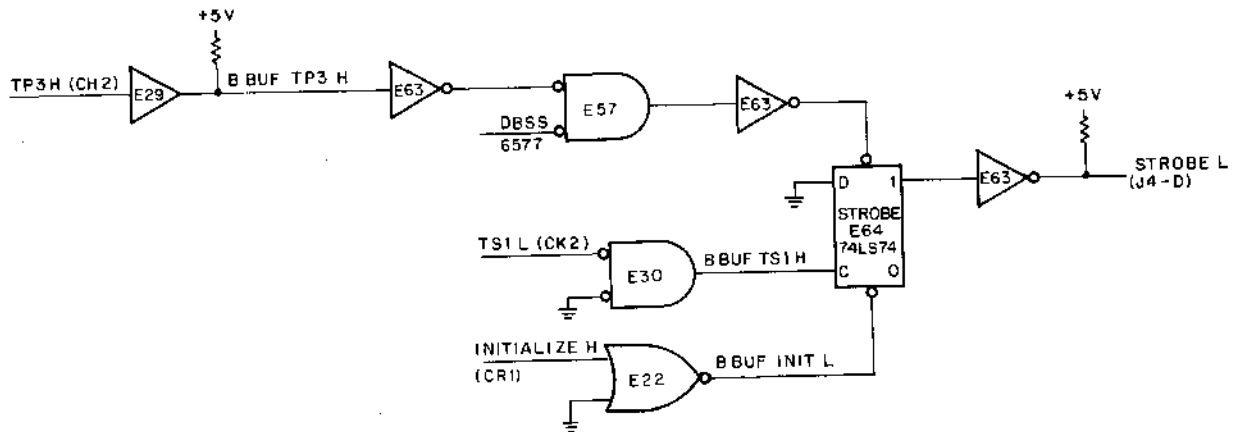 +5V
TP3H (CH2)
E29
B BUF TP3 H
E63
E57
DBSS
6577
E63
+5V
D 1
STROBE
E64
74LS74
C 0
E63
STROBE L
(J4-D)
TS1 L (CK2)
E30
B BUF TS1 H
INITIALIZE H
(CR1)
E22
B BUF INIT L